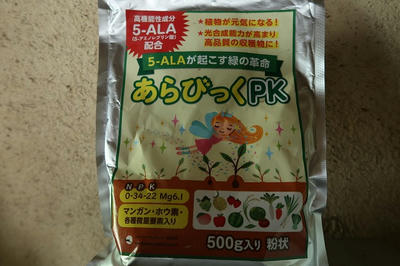 高機能性成分
5-ALA
(5-アミノレブリン酸)
配合
★植物が元気になる!
★光合成能力が高まり
高品質の収穫物に!
5-ALAが起こす緑の革命
あらびっくPK
N P K
0-34-22 Mg6.1
マンガン・ホウ素・
各種微量要素入り
500g入り 粉状